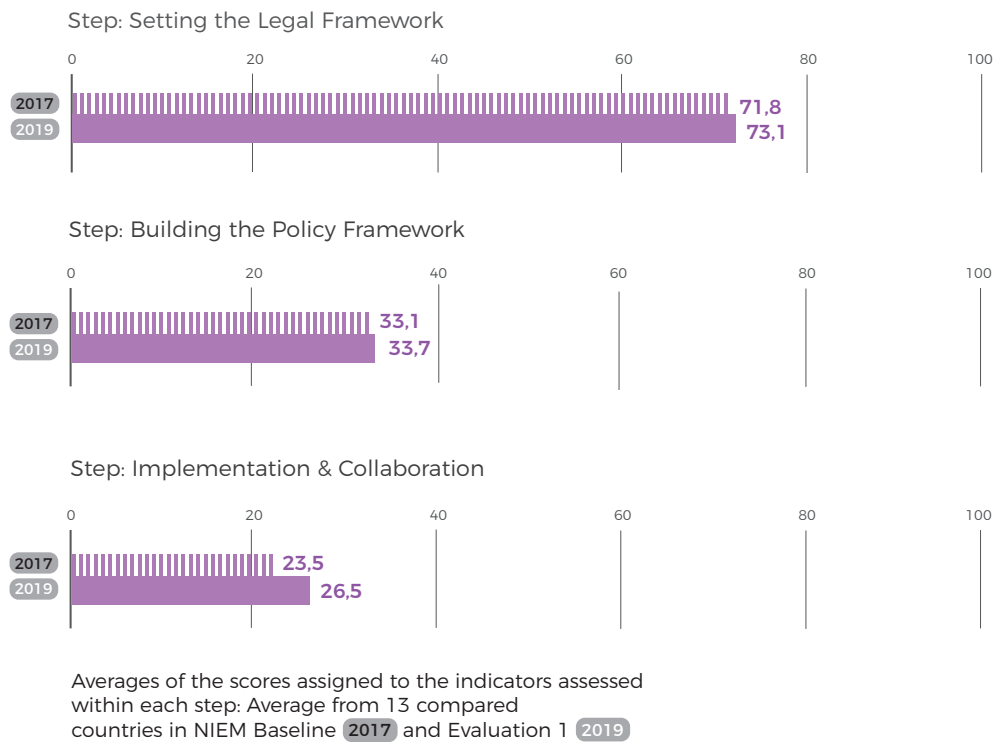 Step: Setting the Legal Framework
0 20 40 60 80 100
2017 71,8
2019 73,1
Step: Building the Policy Framework
0 20 40 60 80 100
2017 33,1
2019 33,7
Step: Implementation & Collaboration
0 20 40 60 80 100
2017 23,5
2019 26,5
Averages of the scores assigned to the indicators assessed
within each step: Average from 13 compared
countries in NIEM Baseline 2017 and Evaluation 1 2019